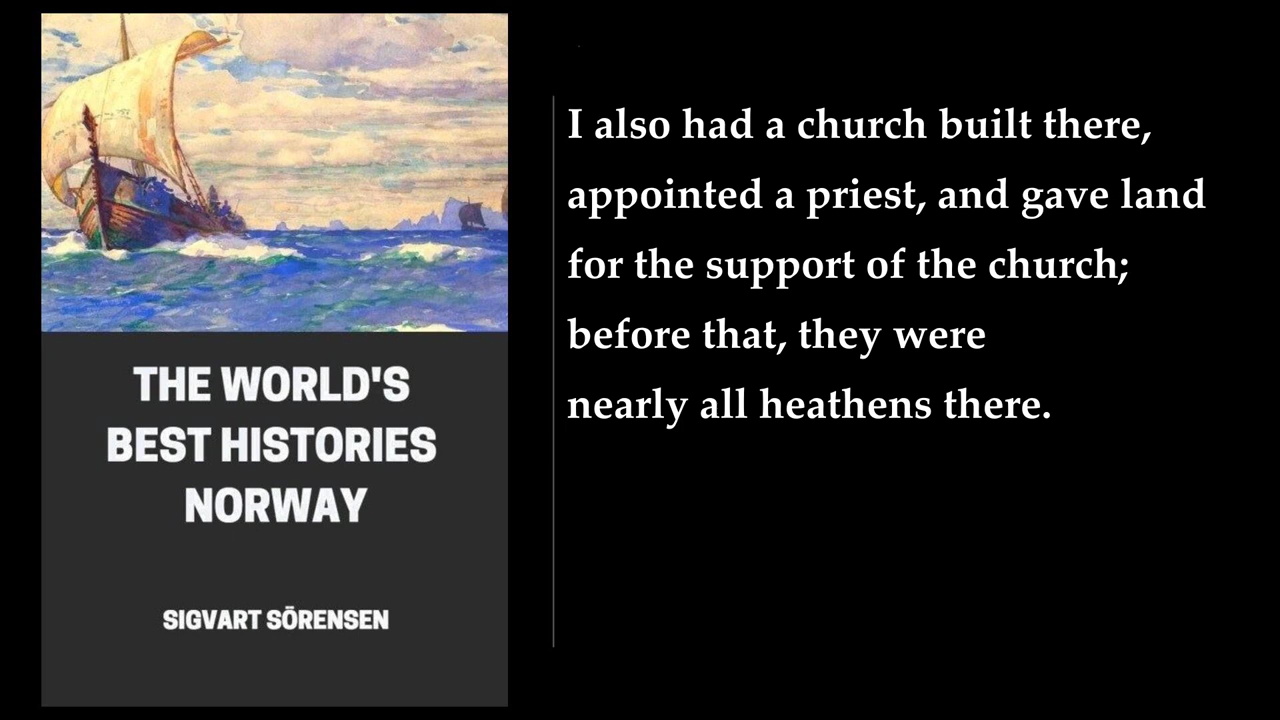 THE WORLD'S
BEST HISTORIES
NORWAY
SIGVART SÖRENSEN
I also had a church built there,
appointed a priest, and gave land
for the support of the church;
before that, they were
nearly all heathens there.